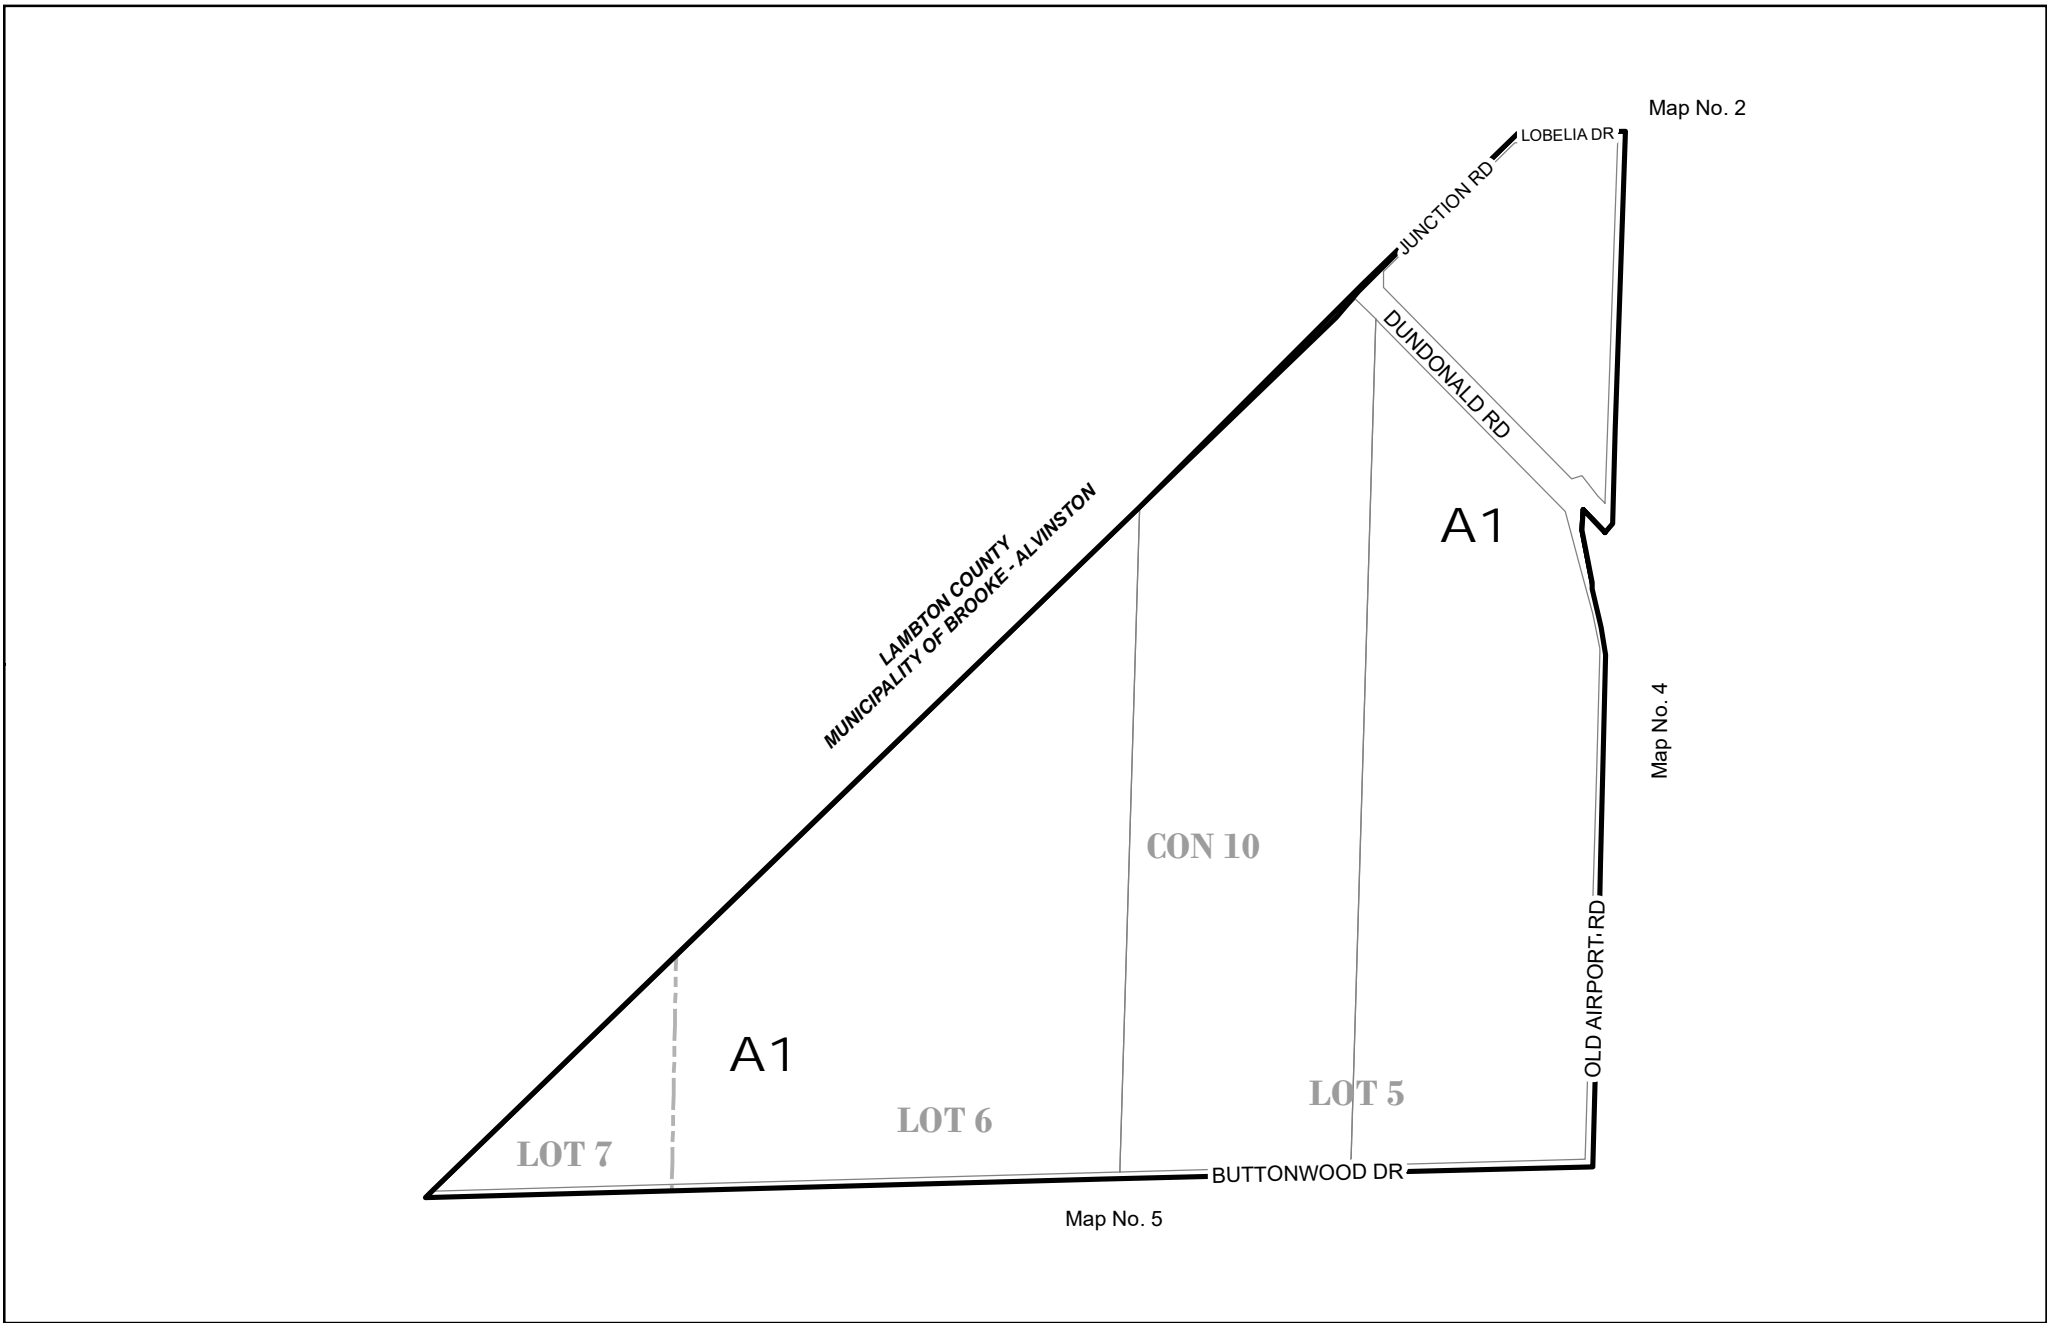 Map No. 2
LOBELIA DR
JUNCTION RD
DUNDONALD RD
A1
LAMBTON COUNTY
MUNICIPALITY OF BROOKE - ALVINSTON
Map No. 4
CON 10
OLD AIRPORT RD
A1
LOT 5
LOT 6
LOT 7
BUTTONWOOD DR
Map No. 5